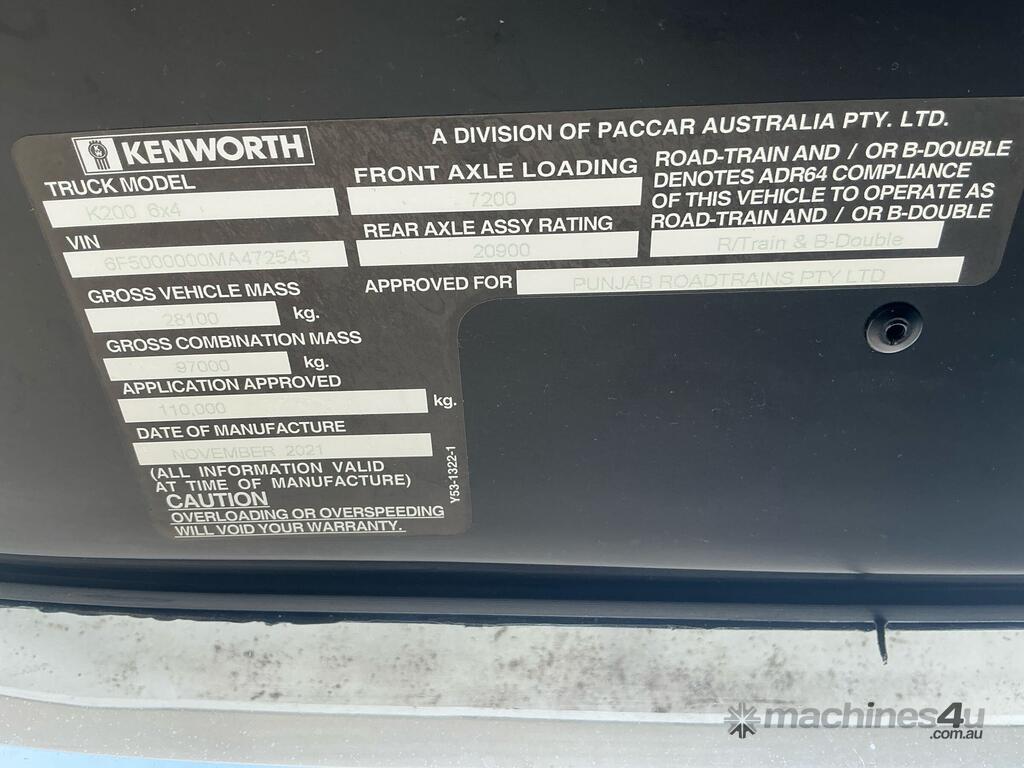 KENWORTH
A DIVISION OF PACCAR AUSTRALIA PTY. LTD.
TRUCK MODEL
K200 6x4
VIN
6F5000000MA472543
GROSS VEHICLE MASS
28100 kg.
GROSS COMBINATION MASS
97000 kg.
APPLICATION APPROVED
110,000 kg.
DATE OF MANUFACTURE
NOVEMBER 2021
(ALL INFORMATION VALID
AT TIME OF MANUFACTURE)
CAUTION
OVERLOADING OR OVERSPEEDING
WILL VOID YOUR WARRANTY.
Y53-1322-1
FRONT AXLE LOADING
7200
REAR AXLE ASSY RATING
20900
ROAD-TRAIN AND / OR B-DOUBLE
DENOTES ADR64 COMPLIANCE
OF THIS VEHICLE TO OPERATE AS
ROAD-TRAIN AND / OR B-DOUBLE
R/Train & B-Double
APPROVED FOR PUNJAB ROADTRAINS PTY LTD
machines4u
.com.au